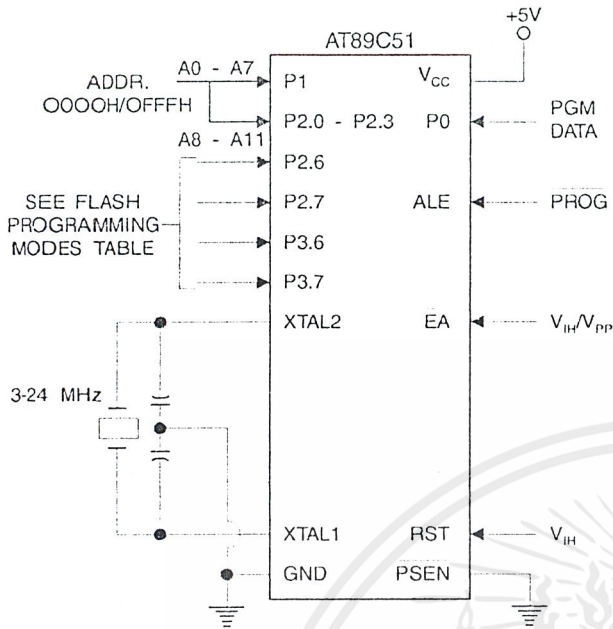 +5V
AT89C51
ADDR.
OOOOH/OFFFH
A0 - A7
P1
VCC
A8 - A11
P2.0 - P2.3
P0
PGM
DATA
P2.6
SEE FLASH
PROGRAMMING
MODES TABLE
P2.7
ALE
PROG
P3.6
P3.7
XTAL2
EA
VIH/VPP
3-24 MHz
XTAL1
RST
VIH
GND
PSEN